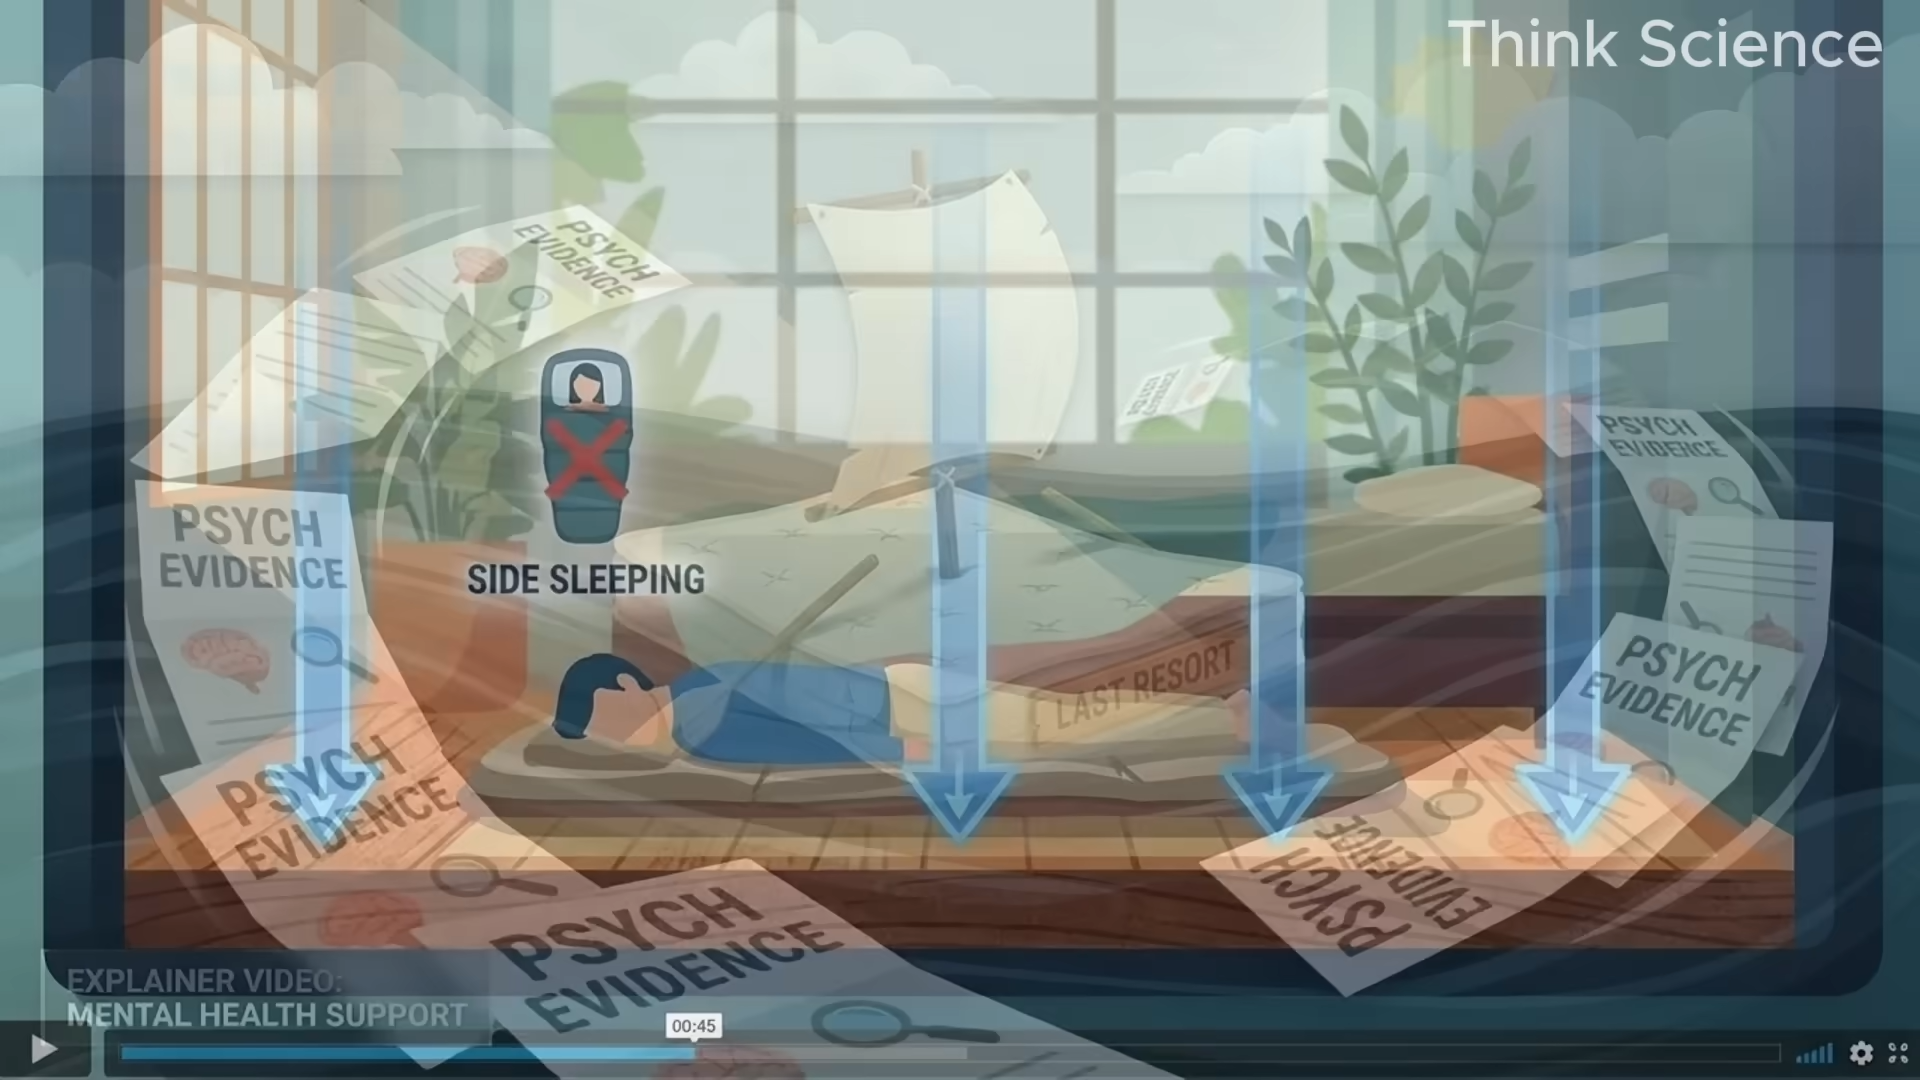 Think Science
PSYCH
EVIDENCE
PSYCH
EVIDENCE
PSYCH
EVIDENCE
SIDE SLEEPING
LAST RESORT
PSYCH
EVIDENCE
PSYCH
EVIDENCE
PSYCH
EVIDENCE
PSYCH
EVIDENCE
EXPLAINER VIDEO:
MENTAL HEALTH SUPPORT
00:45